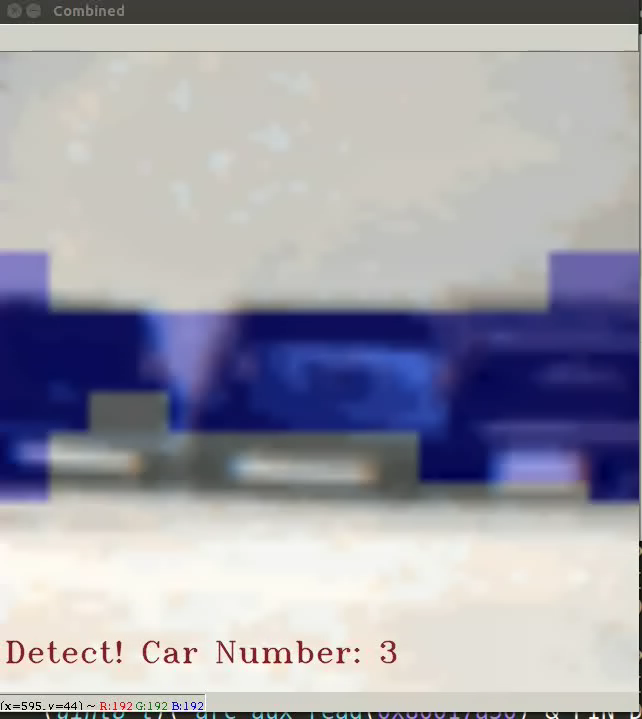 Combined
Detect! Car Number: 3
(x=595, y=44) ~ R:192 G:192 B:192